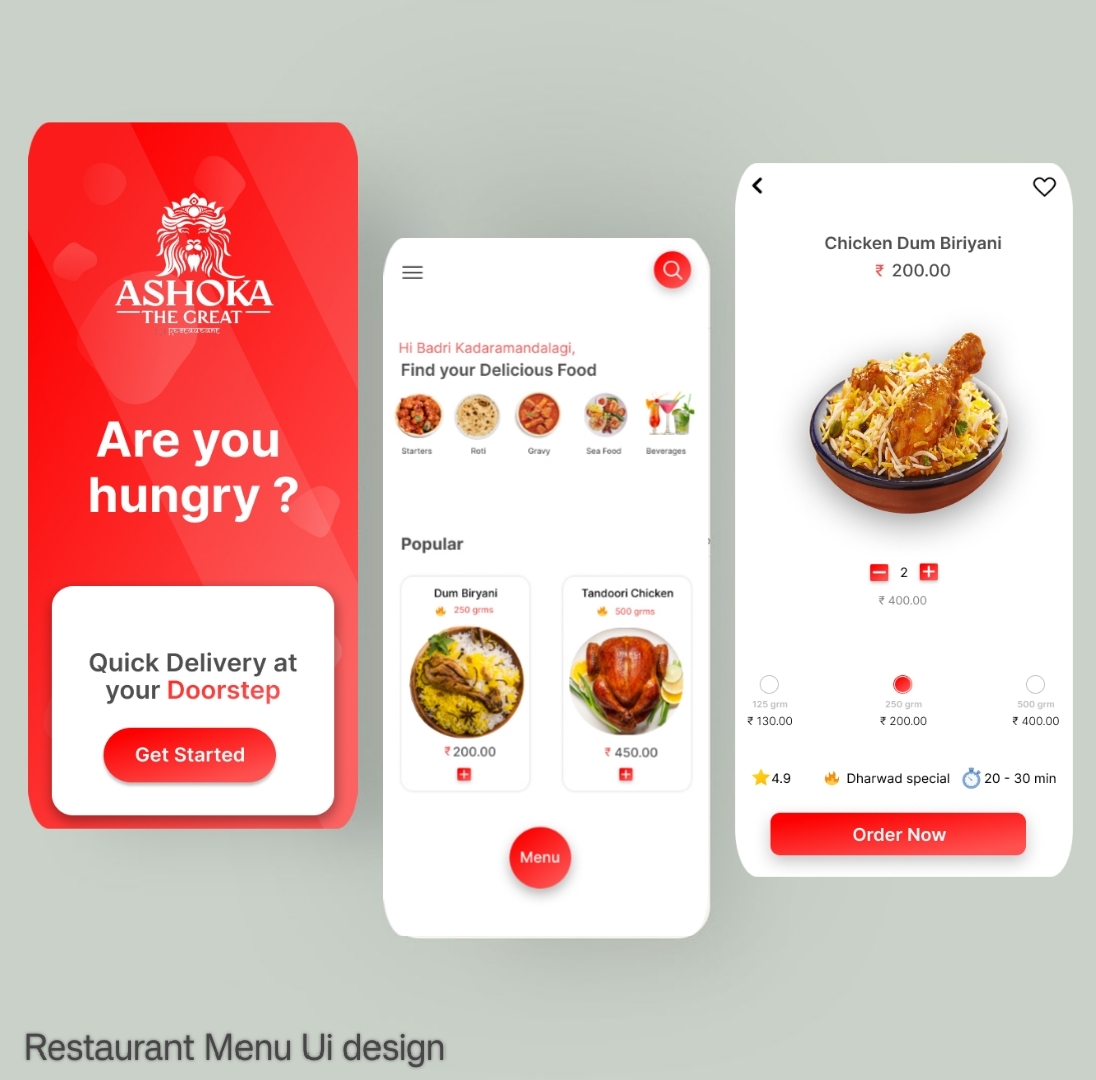 ASHOKA
THE GREAT
Are you
hungry ?
Quick Delivery at
your Doorstep
Get Started
Hi Badri Kadaramandalagi,
Find your Delicious Food
Starters
Roti
Gravy
Sea Food
Beverages
Popular
Dum Biryani
250 grms
₹ 200.00
Tandoori Chicken
500 grms
₹ 450.00
Menu
Chicken Dum Biriyani
₹ 200.00
2
₹ 400.00
125 grm
₹ 130.00
250 grm
₹ 200.00
500 grm
₹ 400.00
4.9
Dharwad special
20 - 30 min
Order Now
Restaurant Menu Ui design